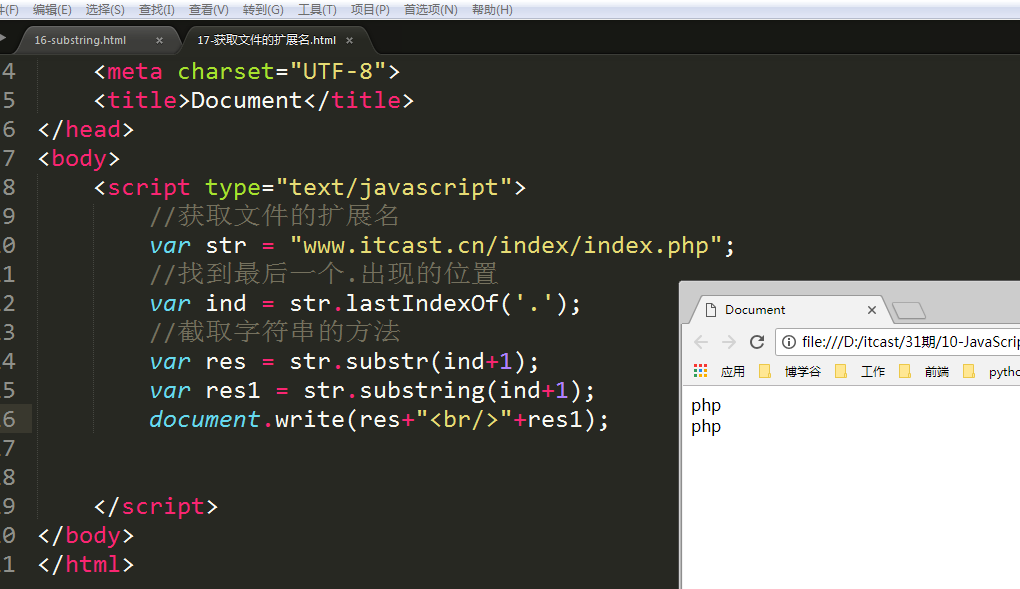 件(F) 编辑(E) 选择(S) 查找(I) 查看(V) 转到(G) 工具(T) 项目(P) 首选项(N) 帮助(H)
16-substring.html × 17-获取文件的扩展名.html ×
4 <meta charset="UTF-8">
5 <title>Document</title>
6 </head>
7 <body>
8 <script type="text/javascript">
9 //获取文件的扩展名
0 var str = "www.itcast.cn/index/index.php";
1 //找到最后一个.出现的位置
2 var ind = str.lastIndexOf('.');
3 //截取字符串的方法
4 var res = str.substr(ind+1);
5 var res1 = str.substring(ind+1);
6 document.write(res+"<br/>"+res1);
7
8
9 </script>
0 </body>
1 </html>
Document ×
file:///D:/itcast/31期/10-JavaScrip
应用 博学谷 工作 前端 pytho
php
php